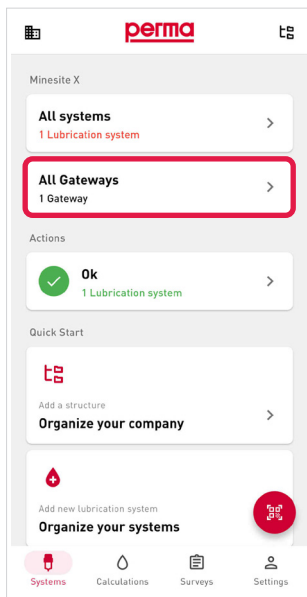 perma
Minesite X
All systems
1 Lubrication system
All Gateways
1 Gateway
Actions
Ok
1 Lubrication system
Quick Start
Add a structure
Organize your company
Add new lubrication system
Organize your systems
Systems Calculations Surveys Settings